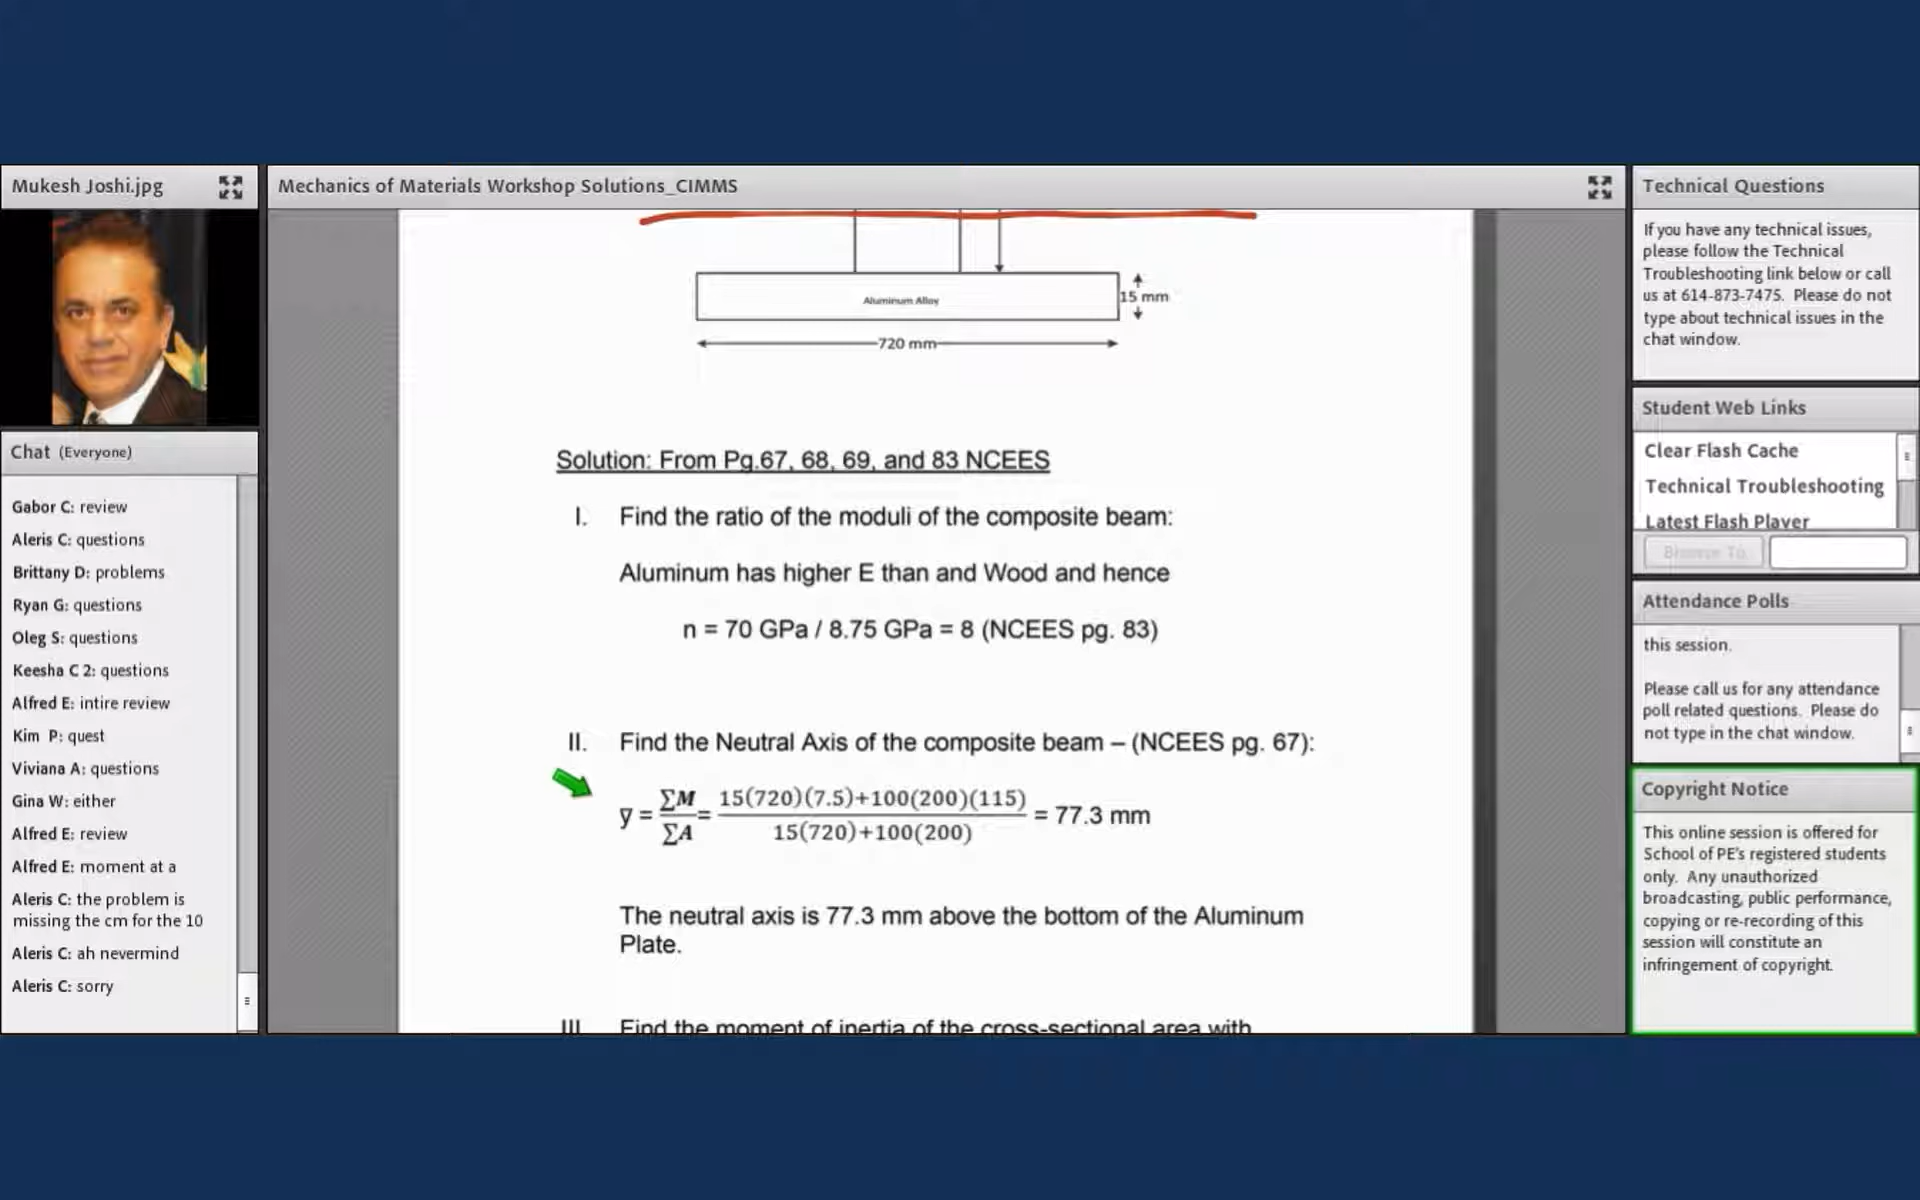 Mukesh Joshi.jpg
Chat (Everyone)
Gabor C: review
Aleris C: questions
Brittany D: problems
Ryan G: questions
Oleg S: questions
Keesha C 2: questions
Alfred E: intire review
Kim P: quest
Viviana A: questions
Gina W: either
Alfred E: review
Alfred E: moment at a
Aleris C: the problem is
missing the cm for the 10
Aleris C: ah nevermind
Aleris C: sorry
Mechanics of Materials Workshop Solutions_CIMMS
Aluminum Alloy
15 mm
720 mm
Solution: From Pg.67, 68, 69, and 83 NCEES
I. Find the ratio of the moduli of the composite beam:
Aluminum has higher E than and Wood and hence
n = 70 GPa / 8.75 GPa = 8 (NCEES pg. 83)
II. Find the Neutral Axis of the composite beam – (NCEES pg. 67):
ȳ = ∑M/∑A = 15(720)(7.5)+100(200)(115) / 15(720)+100(200) = 77.3 mm
The neutral axis is 77.3 mm above the bottom of the Aluminum
Plate.
III. Find the moment of inertia of the cross-sectional area with
Technical Questions
If you have any technical issues,
please follow the Technical
Troubleshooting link below or call
us at 614-873-7475. Please do not
type about technical issues in the
chat window.
Student Web Links
Clear Flash Cache
Technical Troubleshooting
Latest Flash Player
Browse To
Attendance Polls
this session.
Please call us for any attendance
poll related questions. Please do
not type in the chat window.
Copyright Notice
This online session is offered for
School of PE's registered students
only. Any unauthorized
broadcasting, public performance,
copying or re-recording of this
session will constitute an
infringement of copyright.